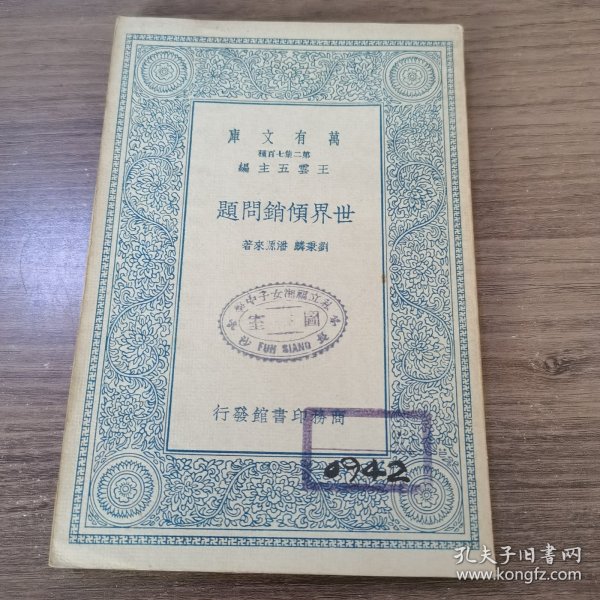 萬有文庫
第二集七百種
王雲五主編
世界傾銷問題
劉秉麟 潘源來著
私立福湘女子中學
圖書室
FUH SIANG
商務印書館發行
0942
孔夫子旧书网
www.kongfz.com